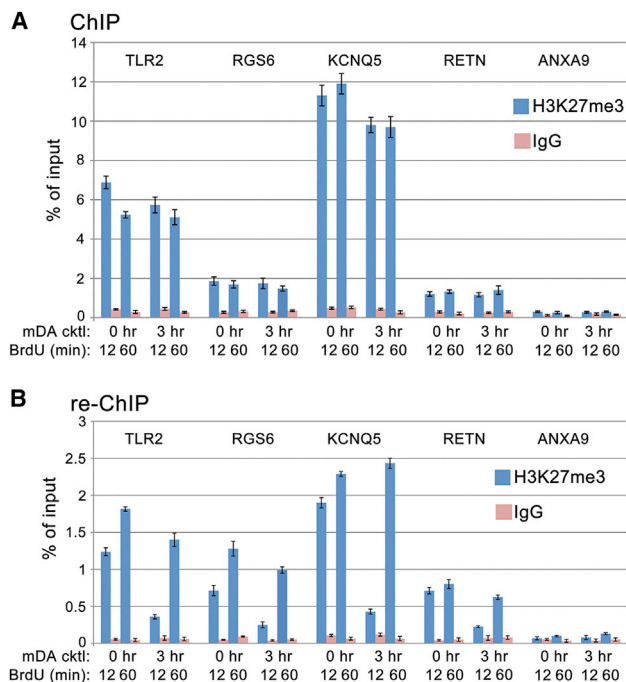 A ChIP
14
12
10
8
6
4
2
0
% of input
TLR2 RGS6 KCNQ5 RETN ANXA9
H3K27me3
IgG
mDA cktl: 0 hr 3 hr 0 hr 3 hr 0 hr 3 hr 0 hr 3 hr 0 hr 3 hr
BrdU (min): 12 60 12 60 12 60 12 60 12 60 12 60 12 60 12 60 12 60 12 60
B re-ChIP
3
2.5
2
1.5
1
0.5
0
% of input
TLR2 RGS6 KCNQ5 RETN ANXA9
H3K27me3
IgG
mDA cktl: 0 hr 3 hr 0 hr 3 hr 0 hr 3 hr 0 hr 3 hr 0 hr 3 hr
BrdU (min): 12 60 12 60 12 60 12 60 12 60 12 60 12 60 12 60 12 60 12 60